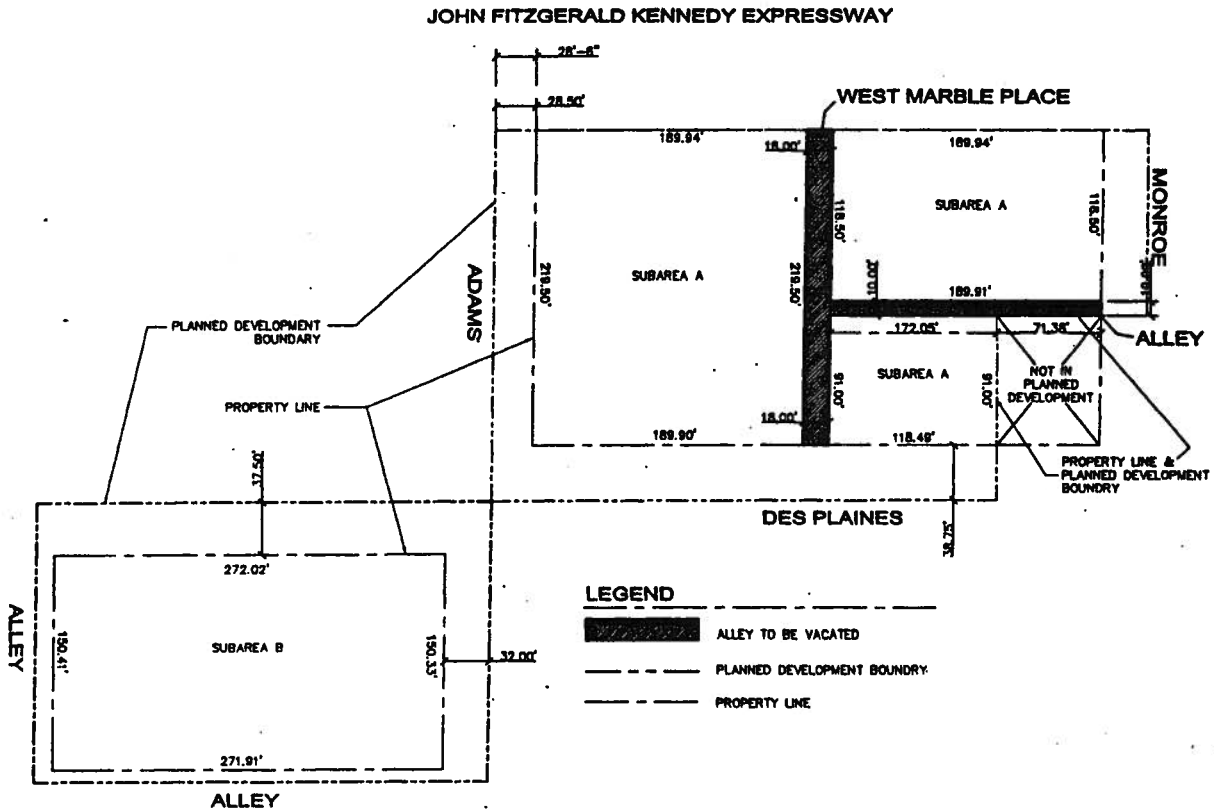 JOHN FITZGERALD KENNEDY EXPRESSWAY
28'-6"
28.50'
WEST MARBLE PLACE
189.94'
18.00'
189.94'
MONROE
SUBAREA A
118.50'
118.50'
ADAMS
219.50'
SUBAREA A
219.50'
10.00'
189.91'
10.00'
PLANNED DEVELOPMENT
BOUNDARY
172.05'
71.38'
ALLEY
SUBAREA A
NOT IN
PLANNED
DEVELOPMENT
91.00'
91.00'
PROPERTY LINE
18.00'
189.90'
118.49'
PROPERTY LINE &
PLANNED DEVELOPMENT
BOUNDRY
37.50'
DES PLAINES
38.75'
272.02'
ALLEY
150.41'
SUBAREA B
150.33'
32.00'
271.91'
ALLEY
LEGEND
ALLEY TO BE VACATED
PLANNED DEVELOPMENT BOUNDRY
PROPERTY LINE